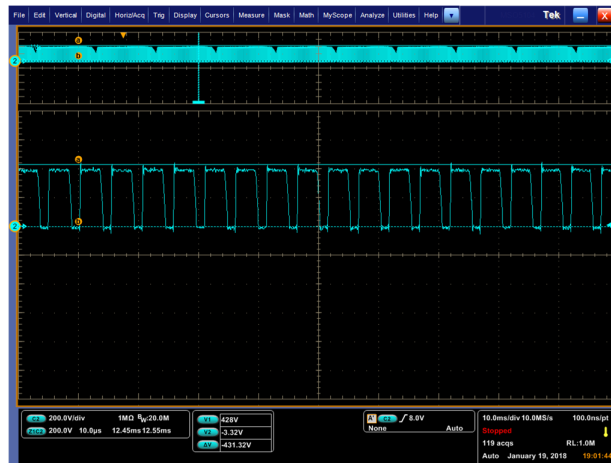 File Edit Vertical Digital Horiz/Acq Trig Display Cursors Measure Mask Math MyScope Analyze Utilities Help Tek X
a
b
2
a
b
2
C2 200.0V/div 1MΩ BW:20.0M
Z1C2 200.0V 10.0µs 12.45ms 12.55ms
V1 428V
V2 -3.32V
ΔV -431.32V
A' C2 8.0V
None Auto
10.0ms/div 10.0MS/s 100.0ns/pt
Stopped
119 acqs RL:1.0M
Auto January 19, 2018 19:01:44